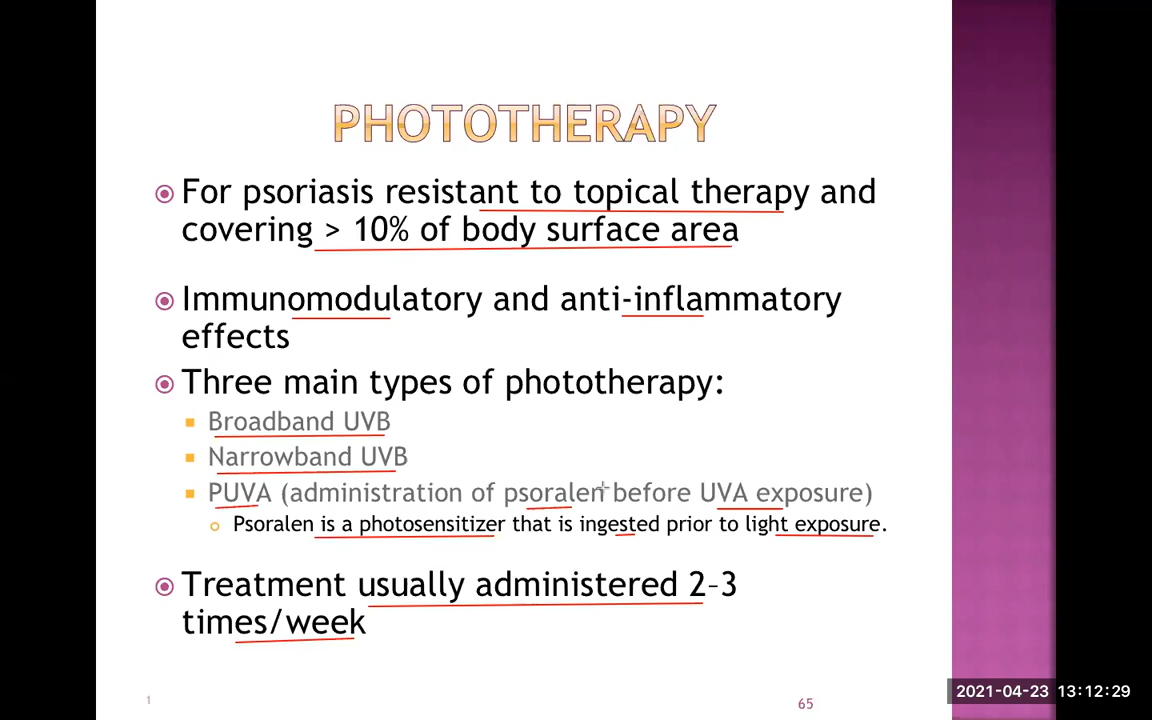 PHOTOTHERAPY
For psoriasis resistant to topical therapy and
covering > 10% of body surface area
Immunomodulatory and anti-inflammatory
effects
Three main types of phototherapy:
Broadband UVB
Narrowband UVB
PUVA (administration of psoralen before UVA exposure)
Psoralen is a photosensitizer that is ingested prior to light exposure.
Treatment usually administered 2–3
times/week
1
65
2021-04-23 13:12:29